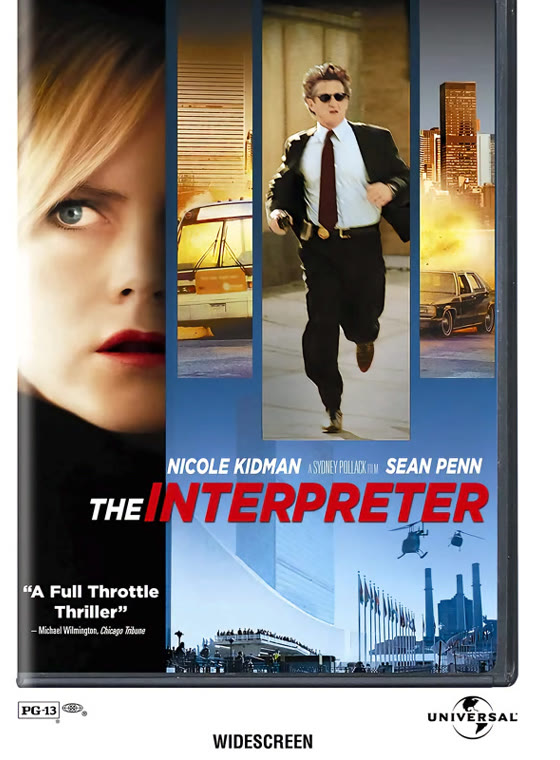 NICOLE KIDMAN A SYDNEY POLLACK FILM SEAN PENN
THE INTERPRETER
“A Full Throttle
Thriller”
– Michael Wilmington, Chicago Tribune
PG-13 ®
UNIVERSAL
WIDESCREEN